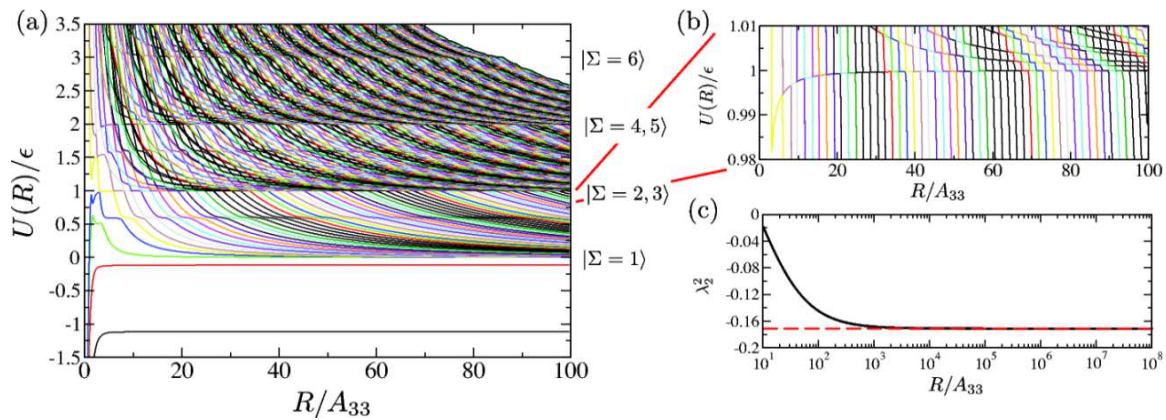 (a)
3.5
3
2.5
2
1.5
1
0.5
0
-0.5
-1
-1.5
U(R)/ϵ
0 20 40 60 80 100
R/A₃₃
|Σ = 6⟩
|Σ = 4, 5⟩
|Σ = 2, 3⟩
|Σ = 1⟩
(b)
1.01
1
0.99
0.98
U(R)/ϵ
0 20 40 60 80 100
R/A₃₃
(c)
0
-0.04
-0.08
-0.12
-0.16
-0.2
λ₂²
10¹ 10² 10³ 10⁴ 10⁵ 10⁶ 10⁷ 10⁸
R/A₃₃